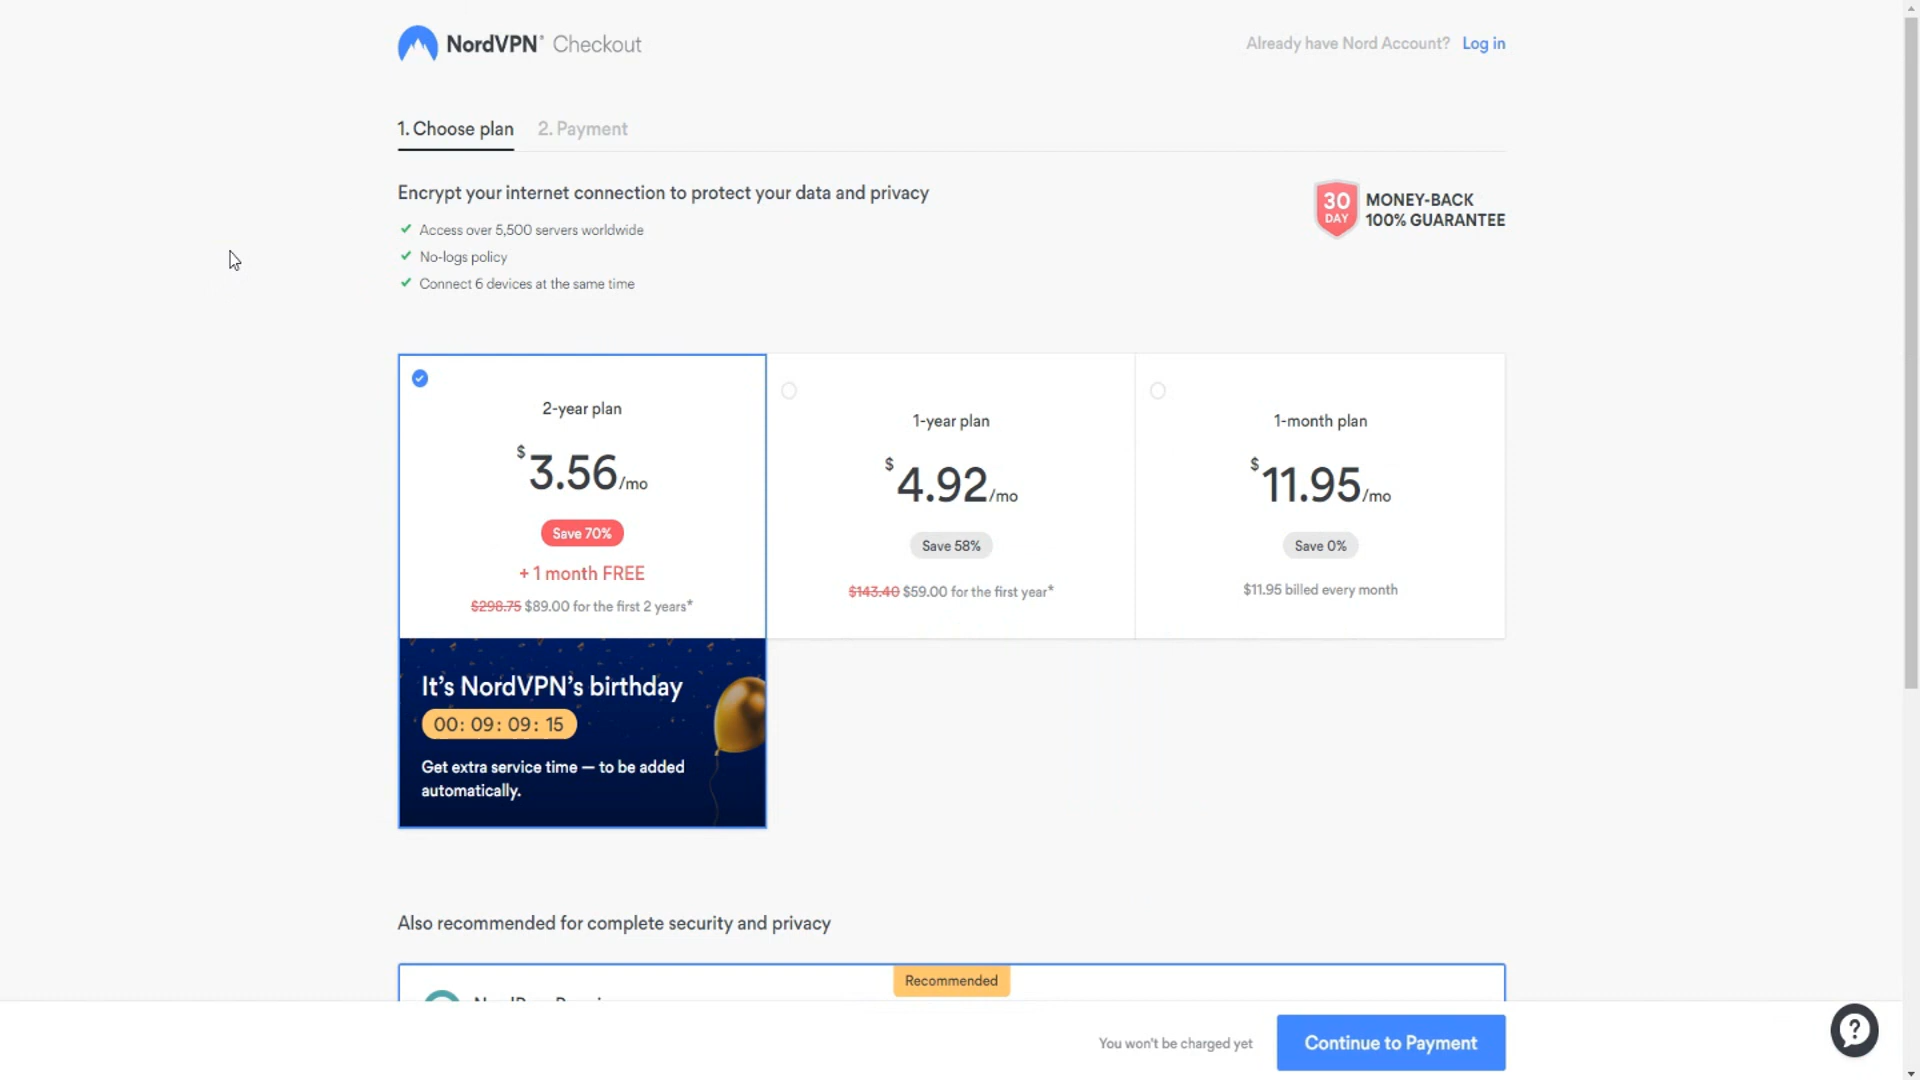 NordVPN® Checkout
Already have Nord Account? Log in
1. Choose plan 2. Payment
Encrypt your internet connection to protect your data and privacy
Access over 5,500 servers worldwide
No-logs policy
Connect 6 devices at the same time
30 DAY
MONEY-BACK
100% GUARANTEE
2-year plan
$3.56/mo
Save 70%
+ 1 month FREE
$298.75 $89.00 for the first 2 years*
1-year plan
$4.92/mo
Save 58%
$143.40 $59.00 for the first year*
1-month plan
$11.95/mo
Save 0%
$11.95 billed every month
It's NordVPN's birthday
00: 09: 09: 15
Get extra service time — to be added
automatically.
Also recommended for complete security and privacy
Recommended
You won't be charged yet
Continue to Payment
?